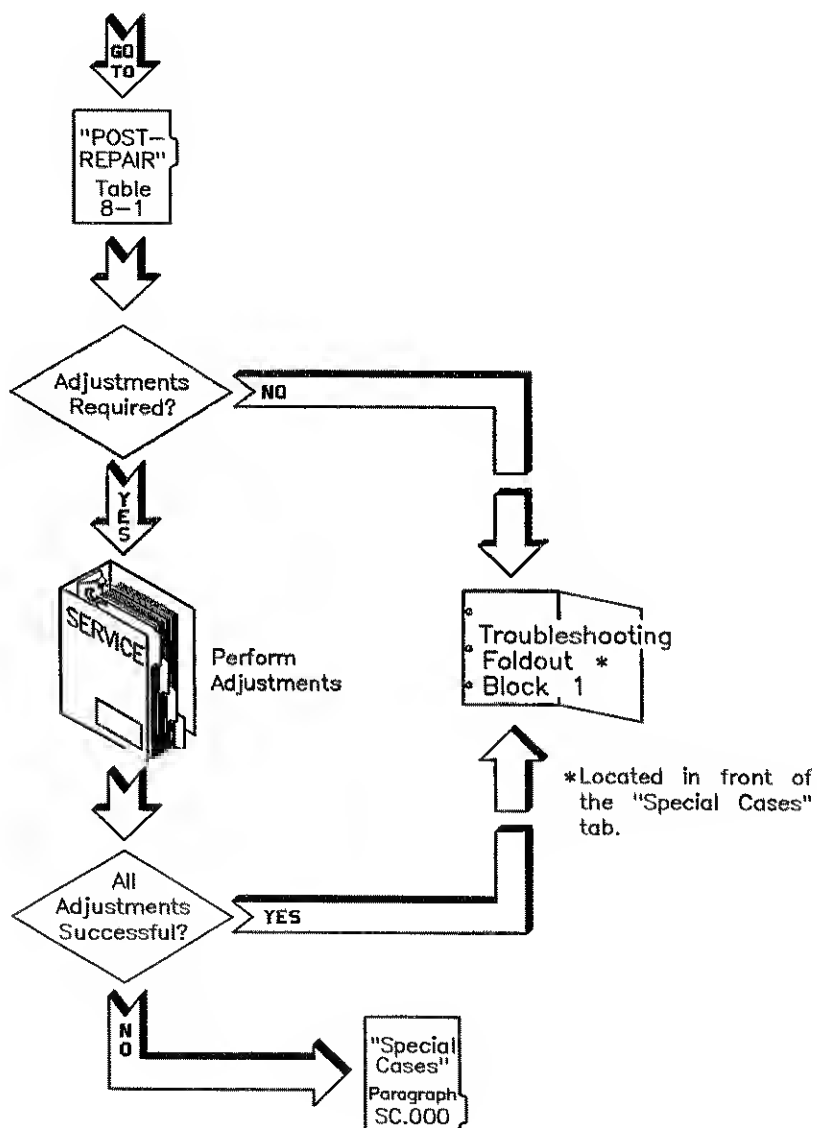 GO
TO
"POST-
REPAIR"
Table
8-1
Adjustments
Required?
NO
YES
SERVICE
Perform
Adjustments
Troubleshooting
Foldout *
Block 1
*Located in front of
the "Special Cases"
tab.
All
Adjustments
Successful?
YES
NO
"Special
Cases"
Paragraph
SC.000